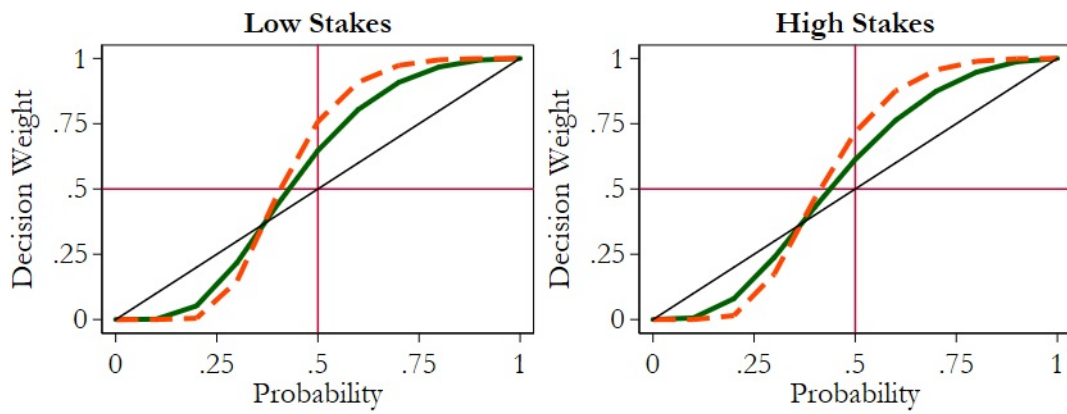 Low Stakes
1
.75
.5
.25
0
Decision Weight
0 .25 .5 .75 1
Probability
High Stakes
1
.75
.5
.25
0
Decision Weight
0 .25 .5 .75 1
Probability